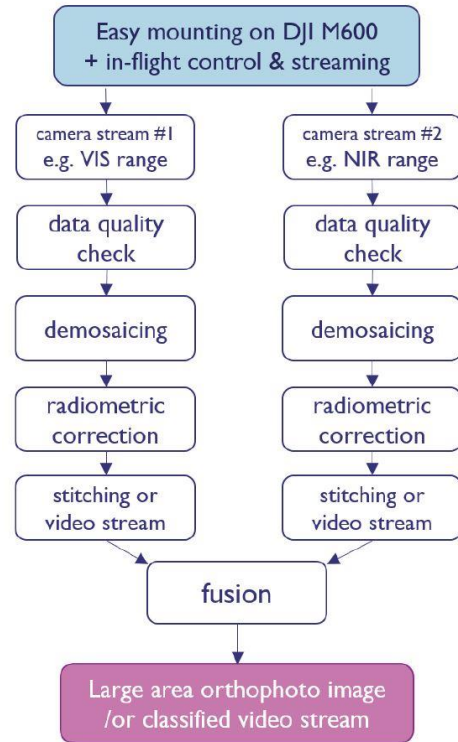 Easy mounting on DJI M600
+ in-flight control & streaming
camera stream #1
e.g. VIS range
camera stream #2
e.g. NIR range
data quality
check
data quality
check
demosaicing
demosaicing
radiometric
correction
radiometric
correction
stitching or
video stream
stitching or
video stream
fusion
Large area orthophoto image
/or classified video stream